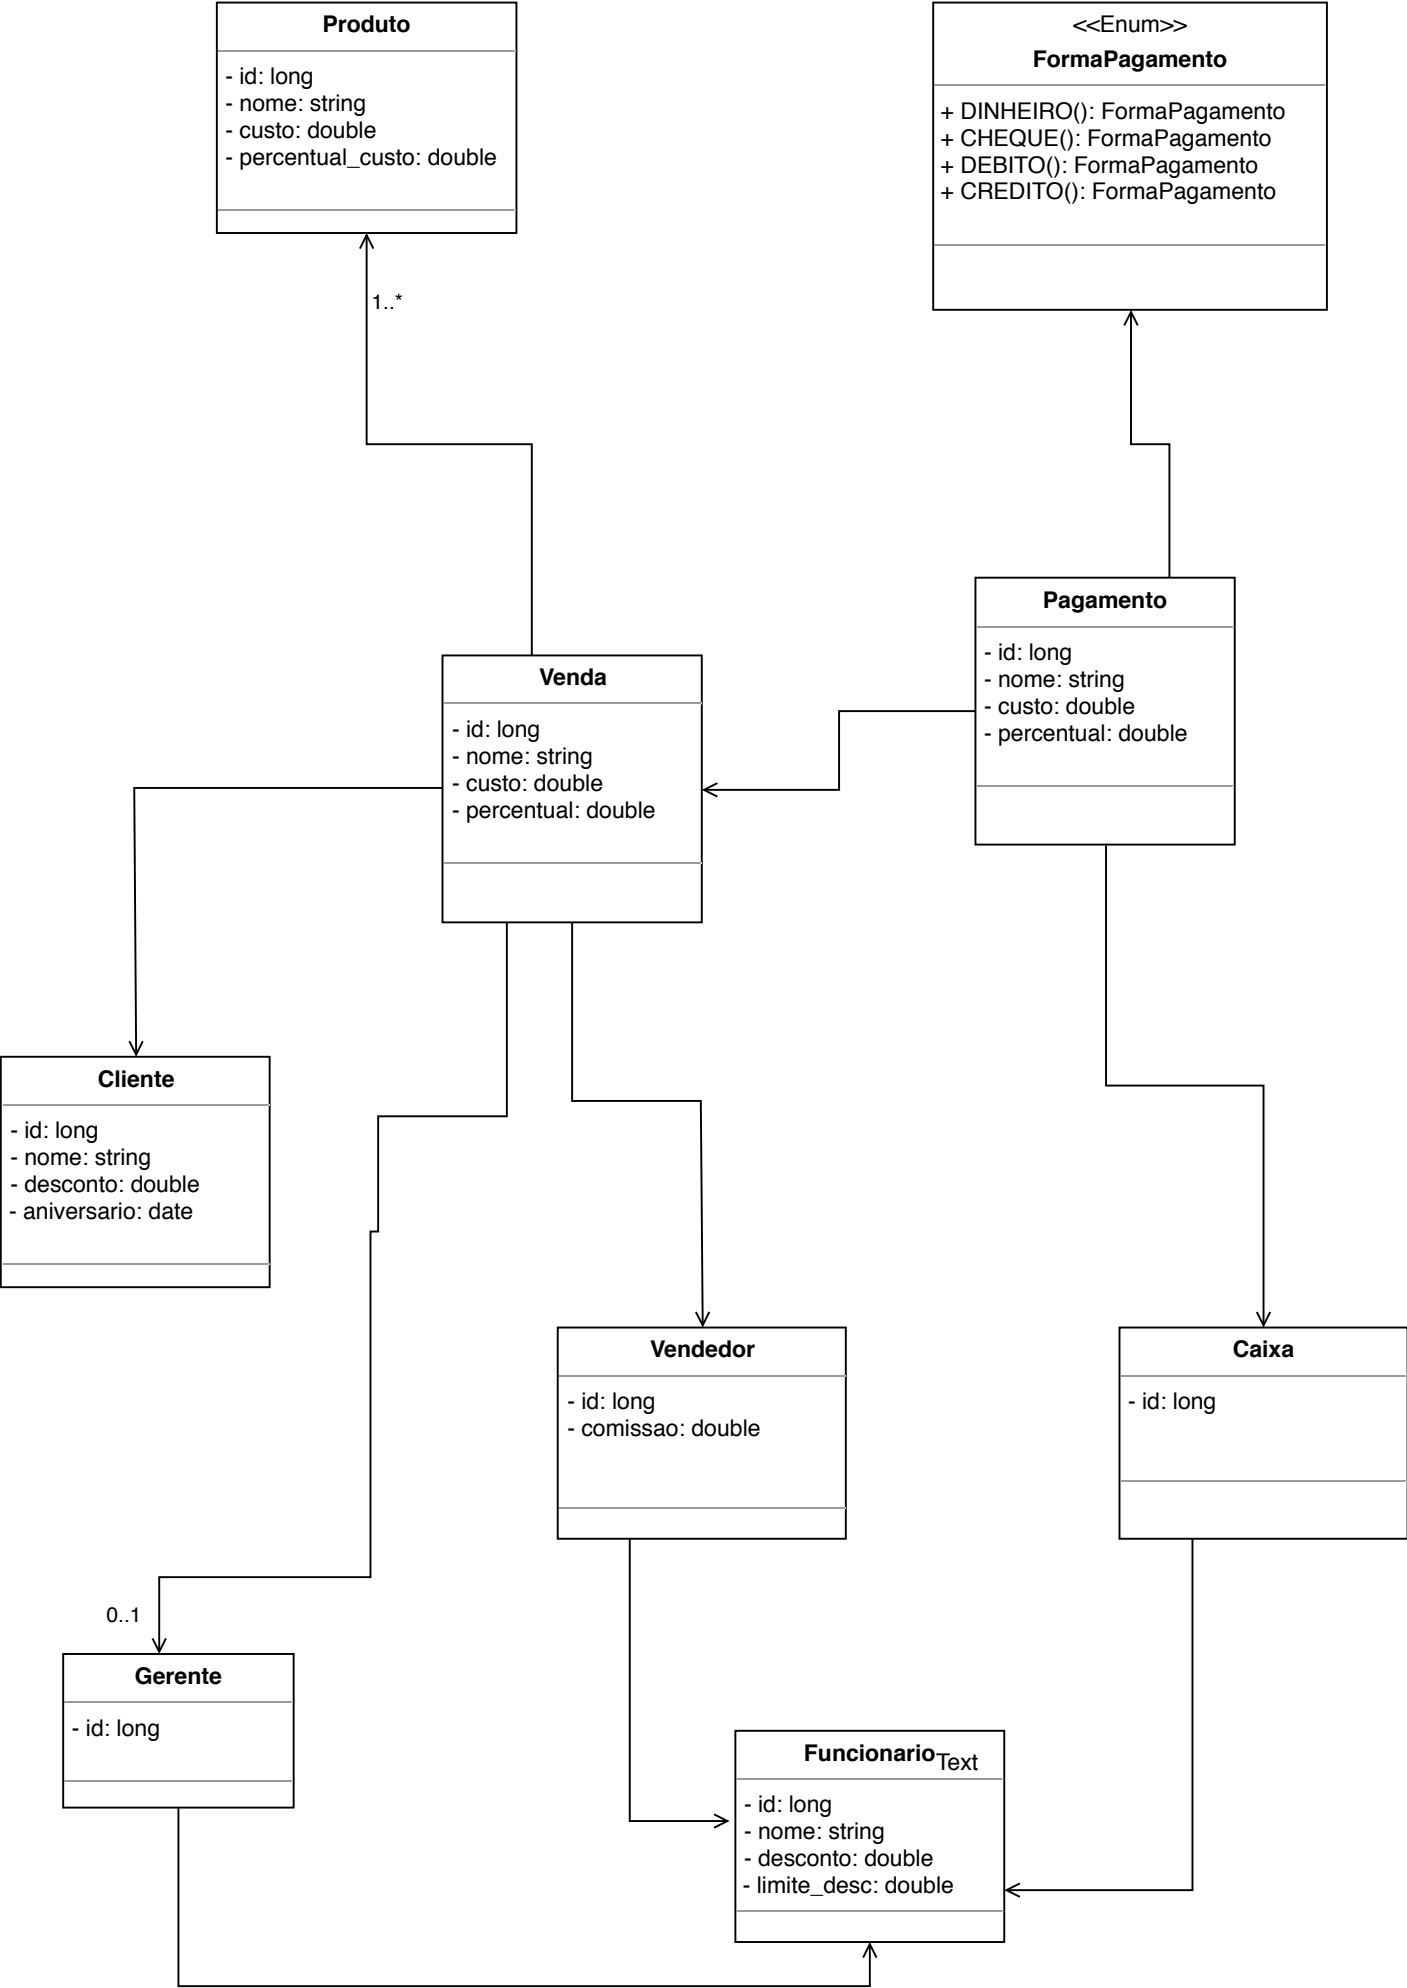 Produto
- id: long
- nome: string
- custo: double
- percentual_custo: double
<<Enum>>
FormaPagamento
+ DINHEIRO(): FormaPagamento
+ CHEQUE(): FormaPagamento
+ DEBITO(): FormaPagamento
+ CREDITO(): FormaPagamento
1..*
Pagamento
- id: long
- nome: string
- custo: double
- percentual: double
Venda
- id: long
- nome: string
- custo: double
- percentual: double
Cliente
- id: long
- nome: string
- desconto: double
- aniversario: date
Vendedor
- id: long
- comissao: double
Caixa
- id: long
0..1
Gerente
- id: long
Funcionario
Text
- id: long
- nome: string
- desconto: double
- limite_desc: double